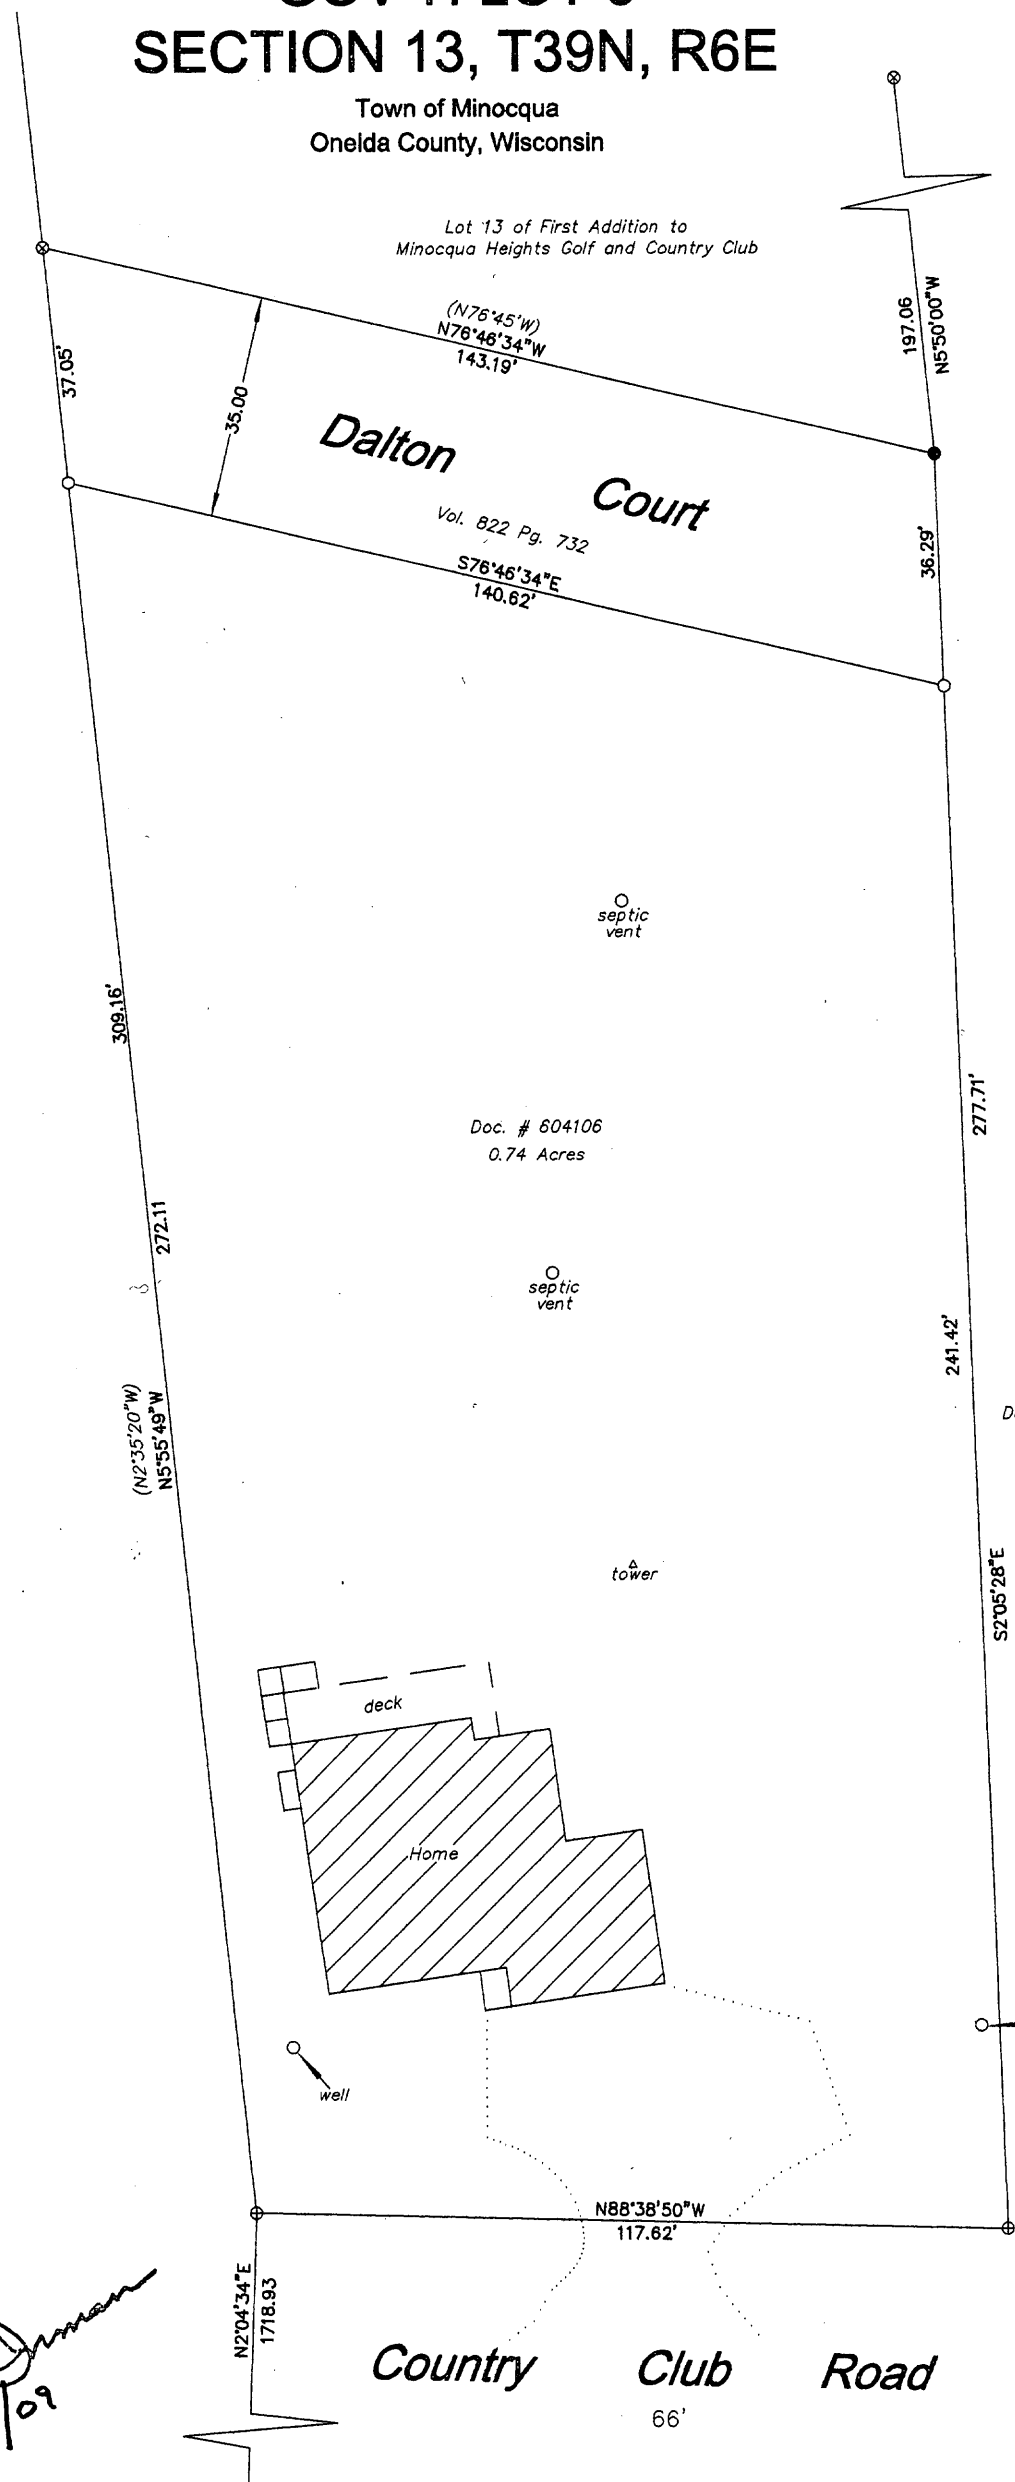 SECTION 13, T39N, R6E
Town of Minocqua
Oneida County, Wisconsin
Lot 13 of First Addition to
Minocqua Heights Golf and Country Club
197.06
N5°50'00"W
(N76°45'W)
N76°46'34"W
143.19'
37.05'
35.00
Dalton Court
Vol. 822 Pg. 732
S76°46'34"E
140.62'
36.29'
septic
vent
309.16'
277.71'
Doc. # 604106
0.74 Acres
272.11
septic
vent
241.42'
(N2°35'20"W)
N5°55'49"W
S2°05'28"E
tower
deck
Home
well
N88°38'50"W
117.62'
N2°04'34"E
1718.93
Country Club Road
66'
09